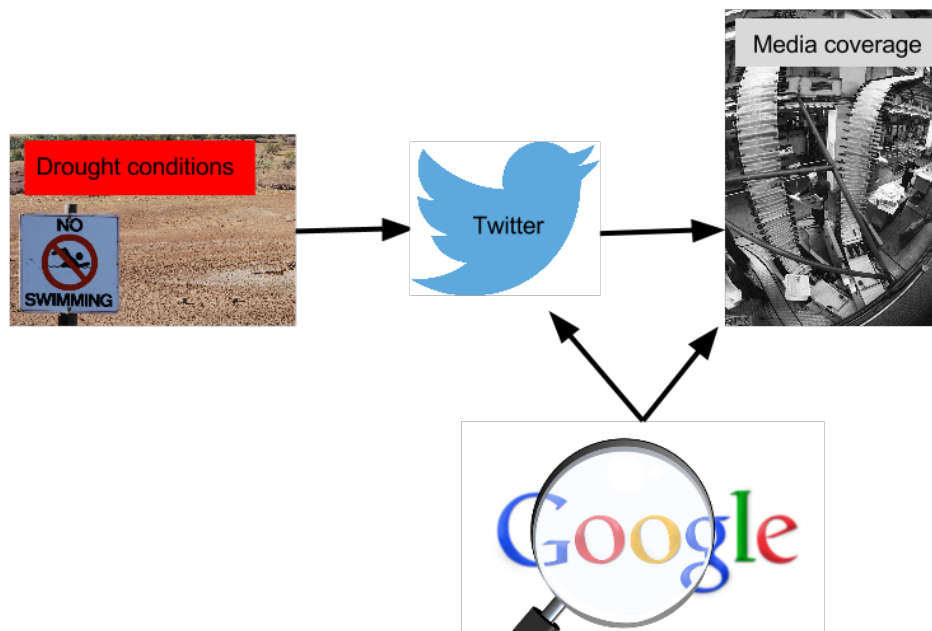 Media coverage
Drought conditions
NO
SWIMMING
Twitter
Google